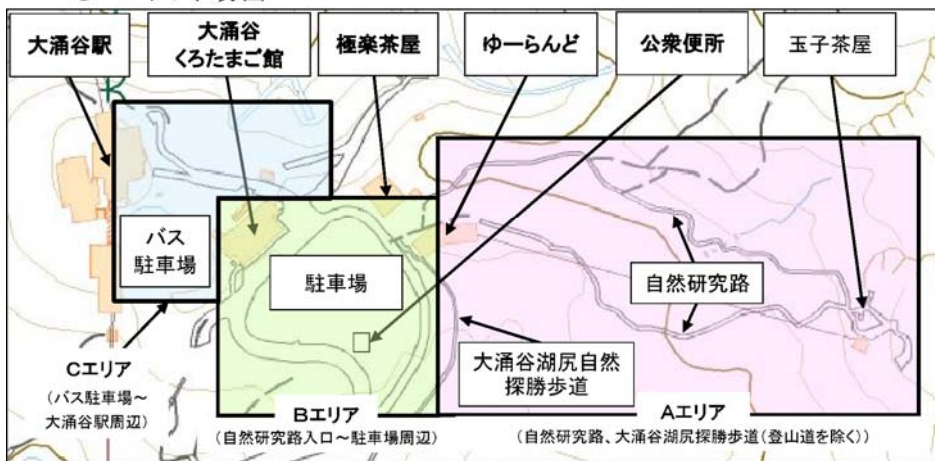 大涌谷駅
大涌谷
くろたまご館
極楽茶屋
ゆーらんど
公衆便所
玉子茶屋
バス
駐車場
駐車場
自然研究路
大涌谷湖尻自然
探勝歩道
Cエリア
(バス駐車場~
大涌谷駅周辺)
Bエリア
(自然研究路入口~駐車場周辺)
Aエリア
(自然研究路、大涌谷湖尻探勝歩道(登山道を除く))